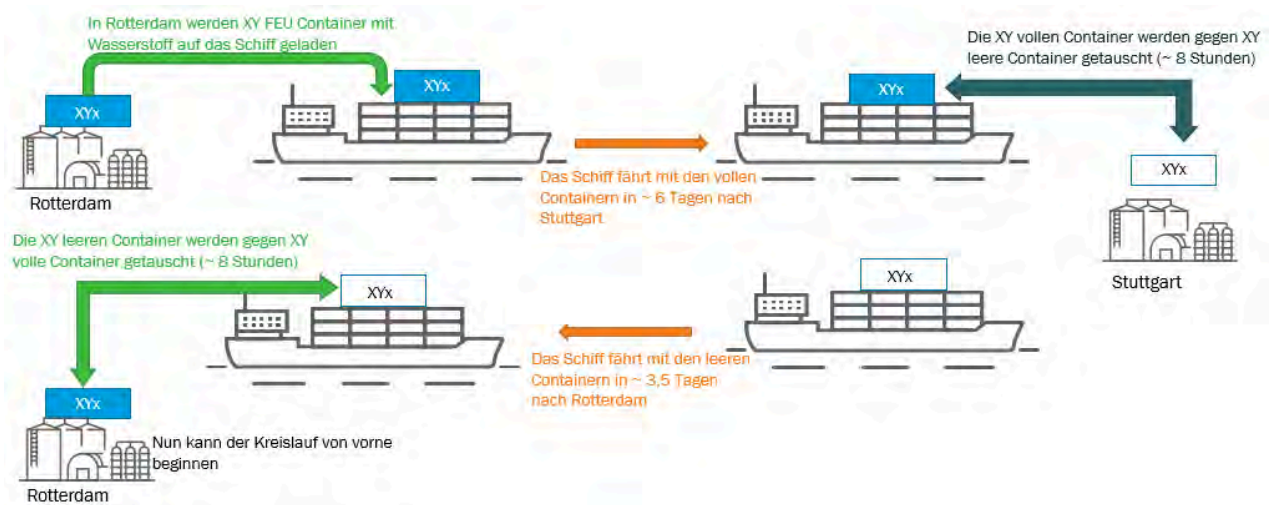 In Rotterdam werden XY FEU Container mit
Wasserstoff auf das Schiff geladen
XYx
XYx
Rotterdam
Das Schiff fährt mit den vollen
Containern in ~ 6 Tagen nach
Stuttgart
XYx
Die XY vollen Container werden gegen XY
leere Container getauscht (~ 8 Stunden)
XYx
Stuttgart
Die XY leeren Container werden gegen XY
volle Container getauscht (~ 8 Stunden)
XYx
XYx
Das Schiff fährt mit den leeren
Containern in ~ 3,5 Tagen
nach Rotterdam
XYx
Nun kann der Kreislauf von vorne
beginnen
Rotterdam